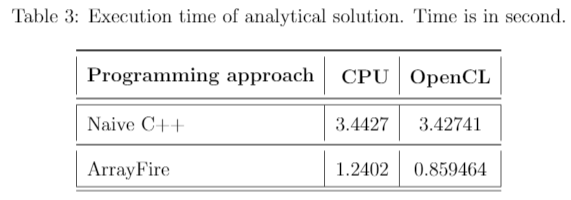 Table 3: Execution time of analytical solution. Time is in second.
Programming approach CPU OpenCL
Naive C++ 3.4427 3.42741
ArrayFire 1.2402 0.859464